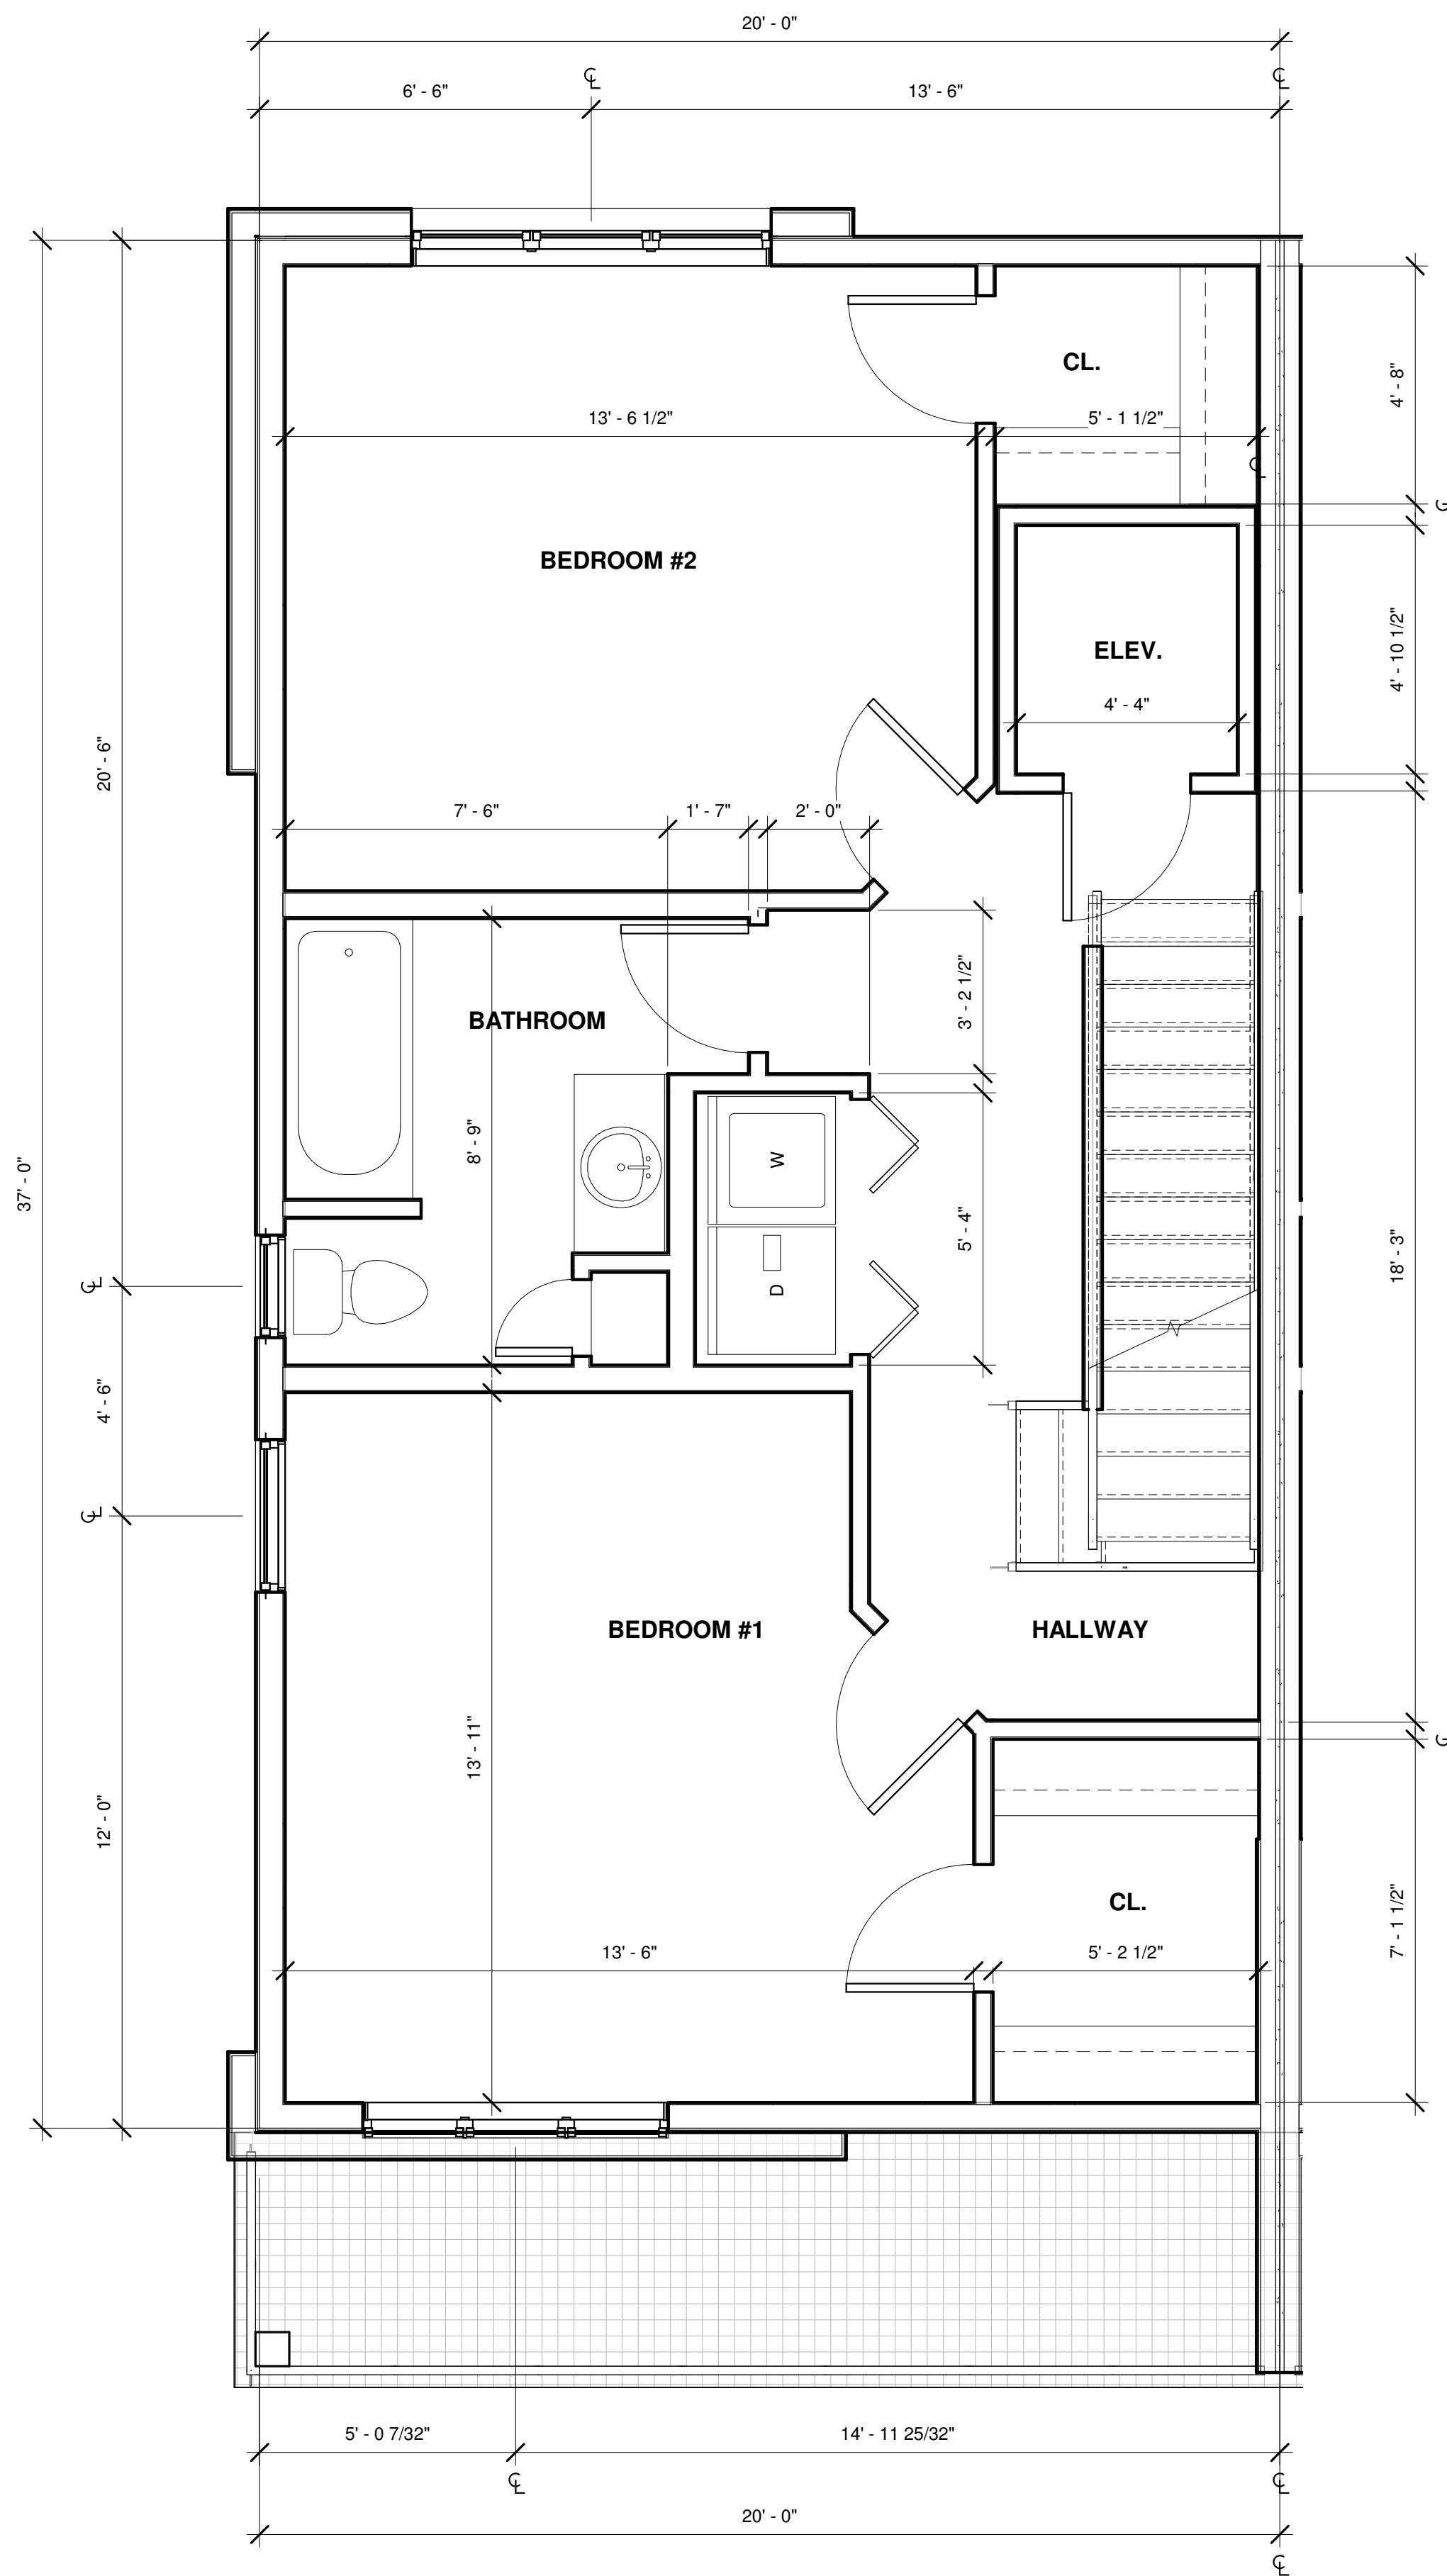 20' - 0"
6' - 6"
13' - 6"
CL.
4' - 8"
13' - 6 1/2"
5' - 1 1/2"
BEDROOM #2
ELEV.
4' - 10 1/2"
4' - 4"
20' - 6"
7' - 6"
1' - 7"
2' - 0"
3' - 2 1/2"
BATHROOM
8' - 9"
W
37' - 0"
5' - 4"
18' - 3"
D
4' - 6"
BEDROOM #1
HALLWAY
13' - 11"
12' - 0"
CL.
7' - 1 1/2"
13' - 6"
5' - 2 1/2"
5' - 0 7/32"
14' - 11 25/32"
20' - 0"